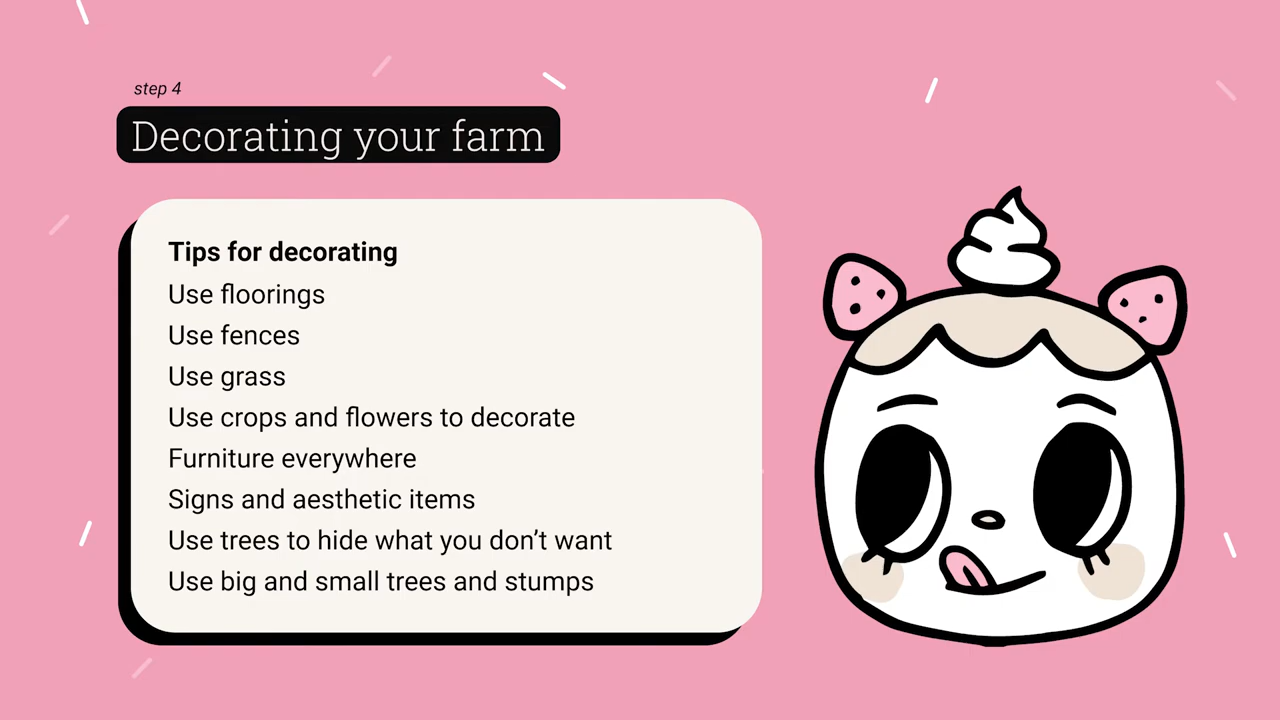 step 4
Decorating your farm
Tips for decorating
Use floorings
Use fences
Use grass
Use crops and flowers to decorate
Furniture everywhere
Signs and aesthetic items
Use trees to hide what you don’t want
Use big and small trees and stumps